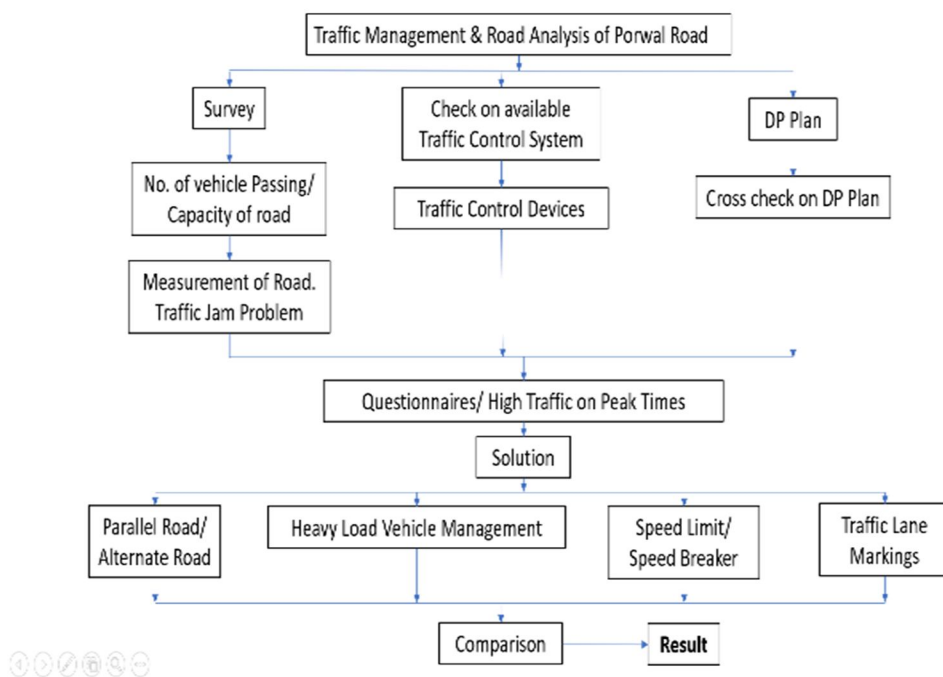 Traffic Management & Road Analysis of Porwal Road
Survey
Check on available
Traffic Control System
DP Plan
No. of vehicle Passing/
Capacity of road
Traffic Control Devices
Cross check on DP Plan
Measurement of Road.
Traffic Jam Problem
Questionnaires/ High Traffic on Peak Times
Solution
Parallel Road/
Alternate Road
Heavy Load Vehicle Management
Speed Limit/
Speed Breaker
Traffic Lane
Markings
Comparison
Result